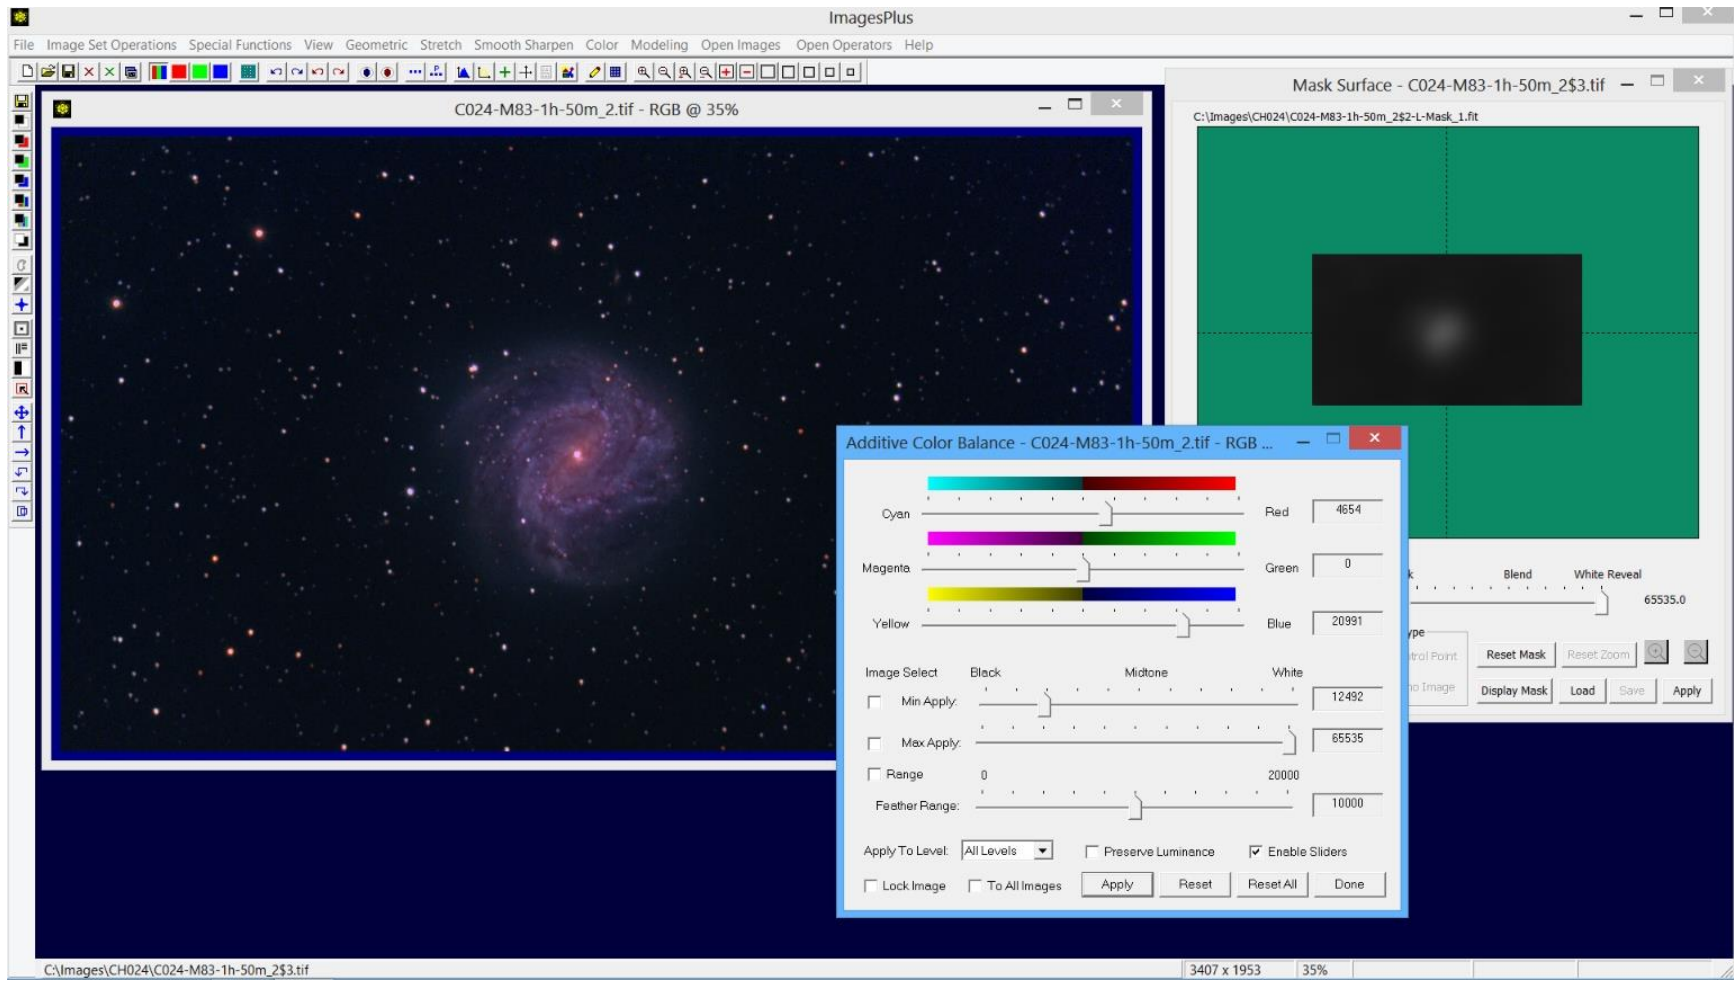 ImagesPlus
File Image Set Operations Special Functions View Geometric Stretch Smooth Sharpen Color Modeling Open Images Open Operators Help
C024-M83-1h-50m_2.tif - RGB @ 35%
Mask Surface - C024-M83-1h-50m_2$3.tif
C:\Images\CH024\C024-M83-1h-50m_2$2-L-Mask_1.fit
Additive Color Balance - C024-M83-1h-50m_2.tif - RGB ...
Cyan Red 4654
Magenta Green 0
Yellow Blue 20991
Image Select Black Midtone White
Min Apply: 12492
Max Apply: 65535
Range 0 20000
Feather Range: 10000
Apply To Level: All Levels Preserve Luminance Enable Sliders
Lock Image To All Images Apply Reset Reset All Done
Blend White Reveal
65535.0
Reset Mask Reset Zoom
Display Mask Load Save Apply
C:\Images\CH024\C024-M83-1h-50m_2$3.tif 3407 x 1953 35%